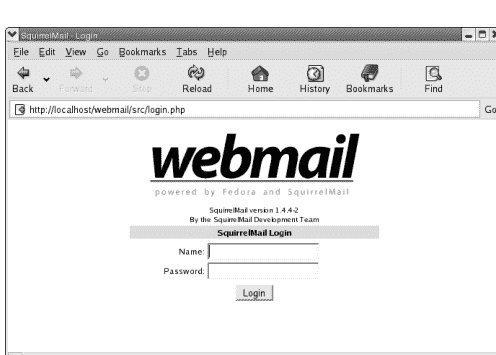 SquirrelMail - Login
File Edit View Go Bookmarks Tabs Help
Back Forward Stop Reload Home History Bookmarks Find
http://localhost/webmail/src/login.php Go
webmail
powered by Fedora and SquirrelMail
SquirrelMail version 1.4.4-2
By the SquirrelMail Development Team
SquirrelMail Login
Name:
Password:
Login